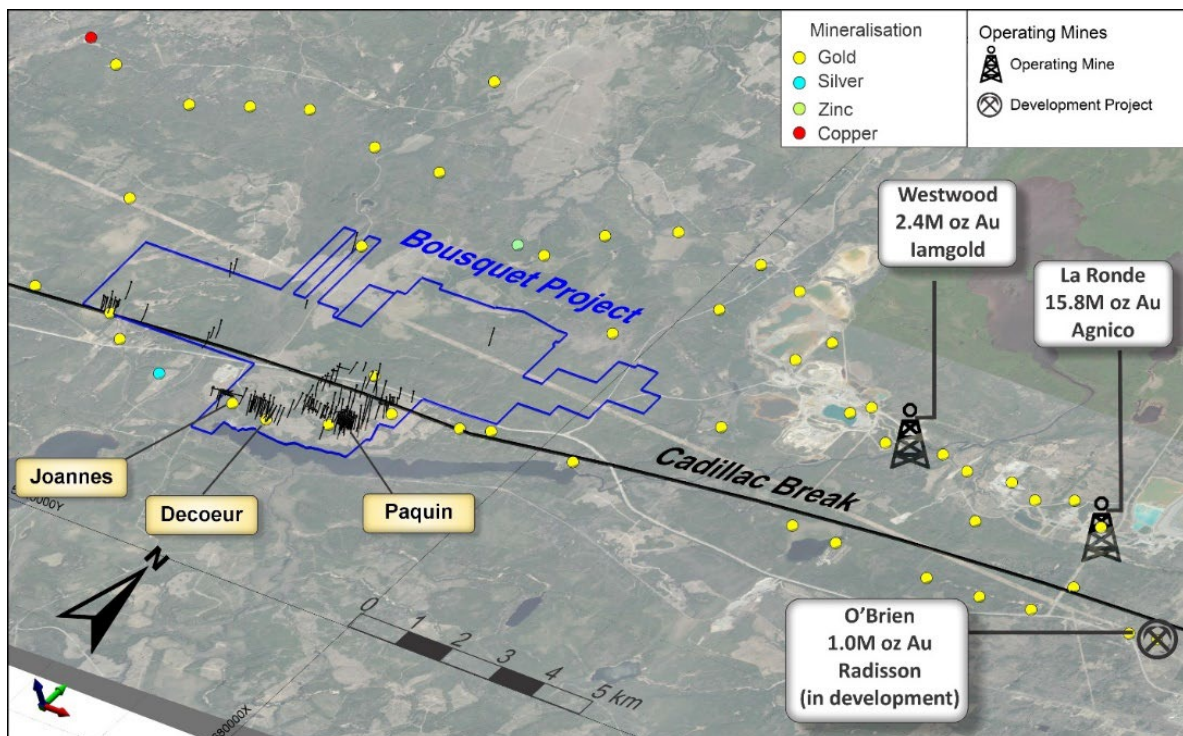 Mineralisation
Gold
Silver
Zinc
Copper
Operating Mines
Operating Mine
Development Project
Westwood
2.4M oz Au
Iamgold
La Ronde
15.8M oz Au
Agnico
Bousquet Project
Cadillac Break
Joannes
Decoeur
Paquin
N
0
1
2
3
4
5 km
O’Brien
1.0M oz Au
Radisson
(in development)